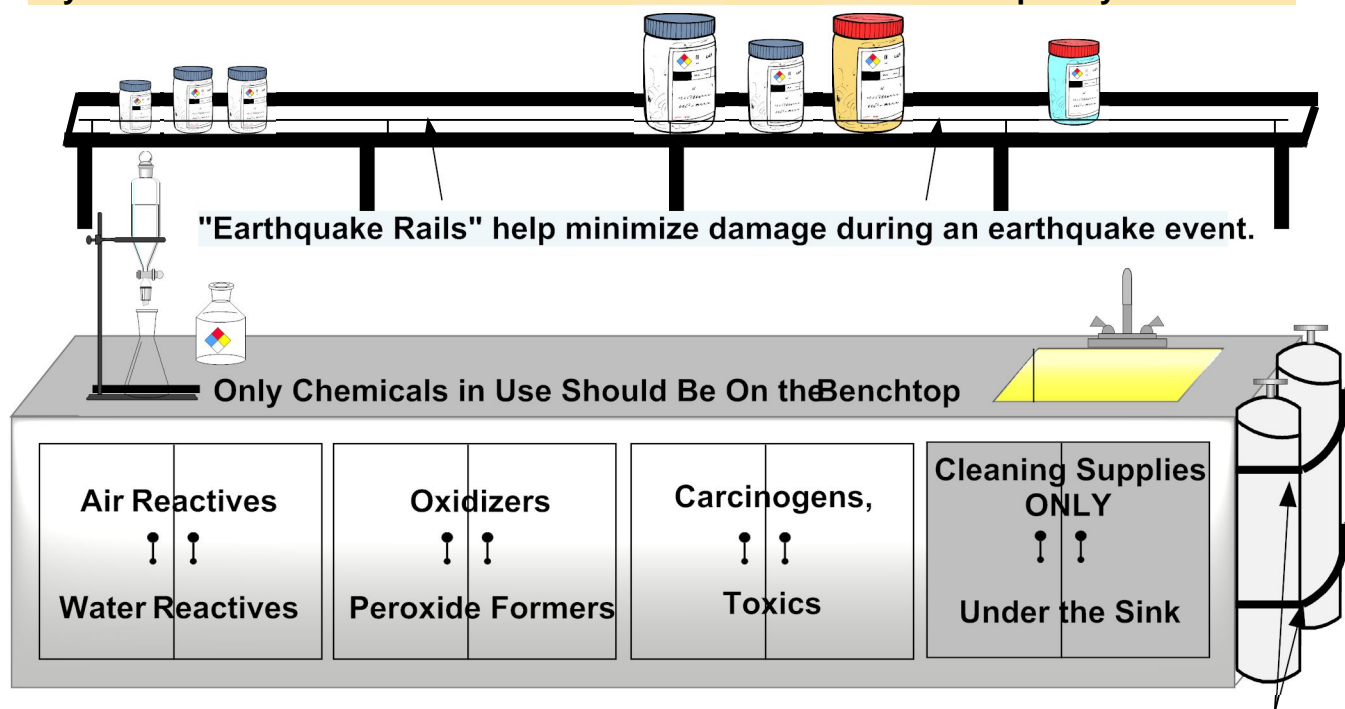 "Earthquake Rails" help minimize damage during an earthquake event.
Only Chemicals in Use Should Be On the Benchtop
Air Reactives
Water Reactives
Oxidizers
Peroxide Formers
Carcinogens,
Toxics
Cleaning Supplies
ONLY
Under the Sink